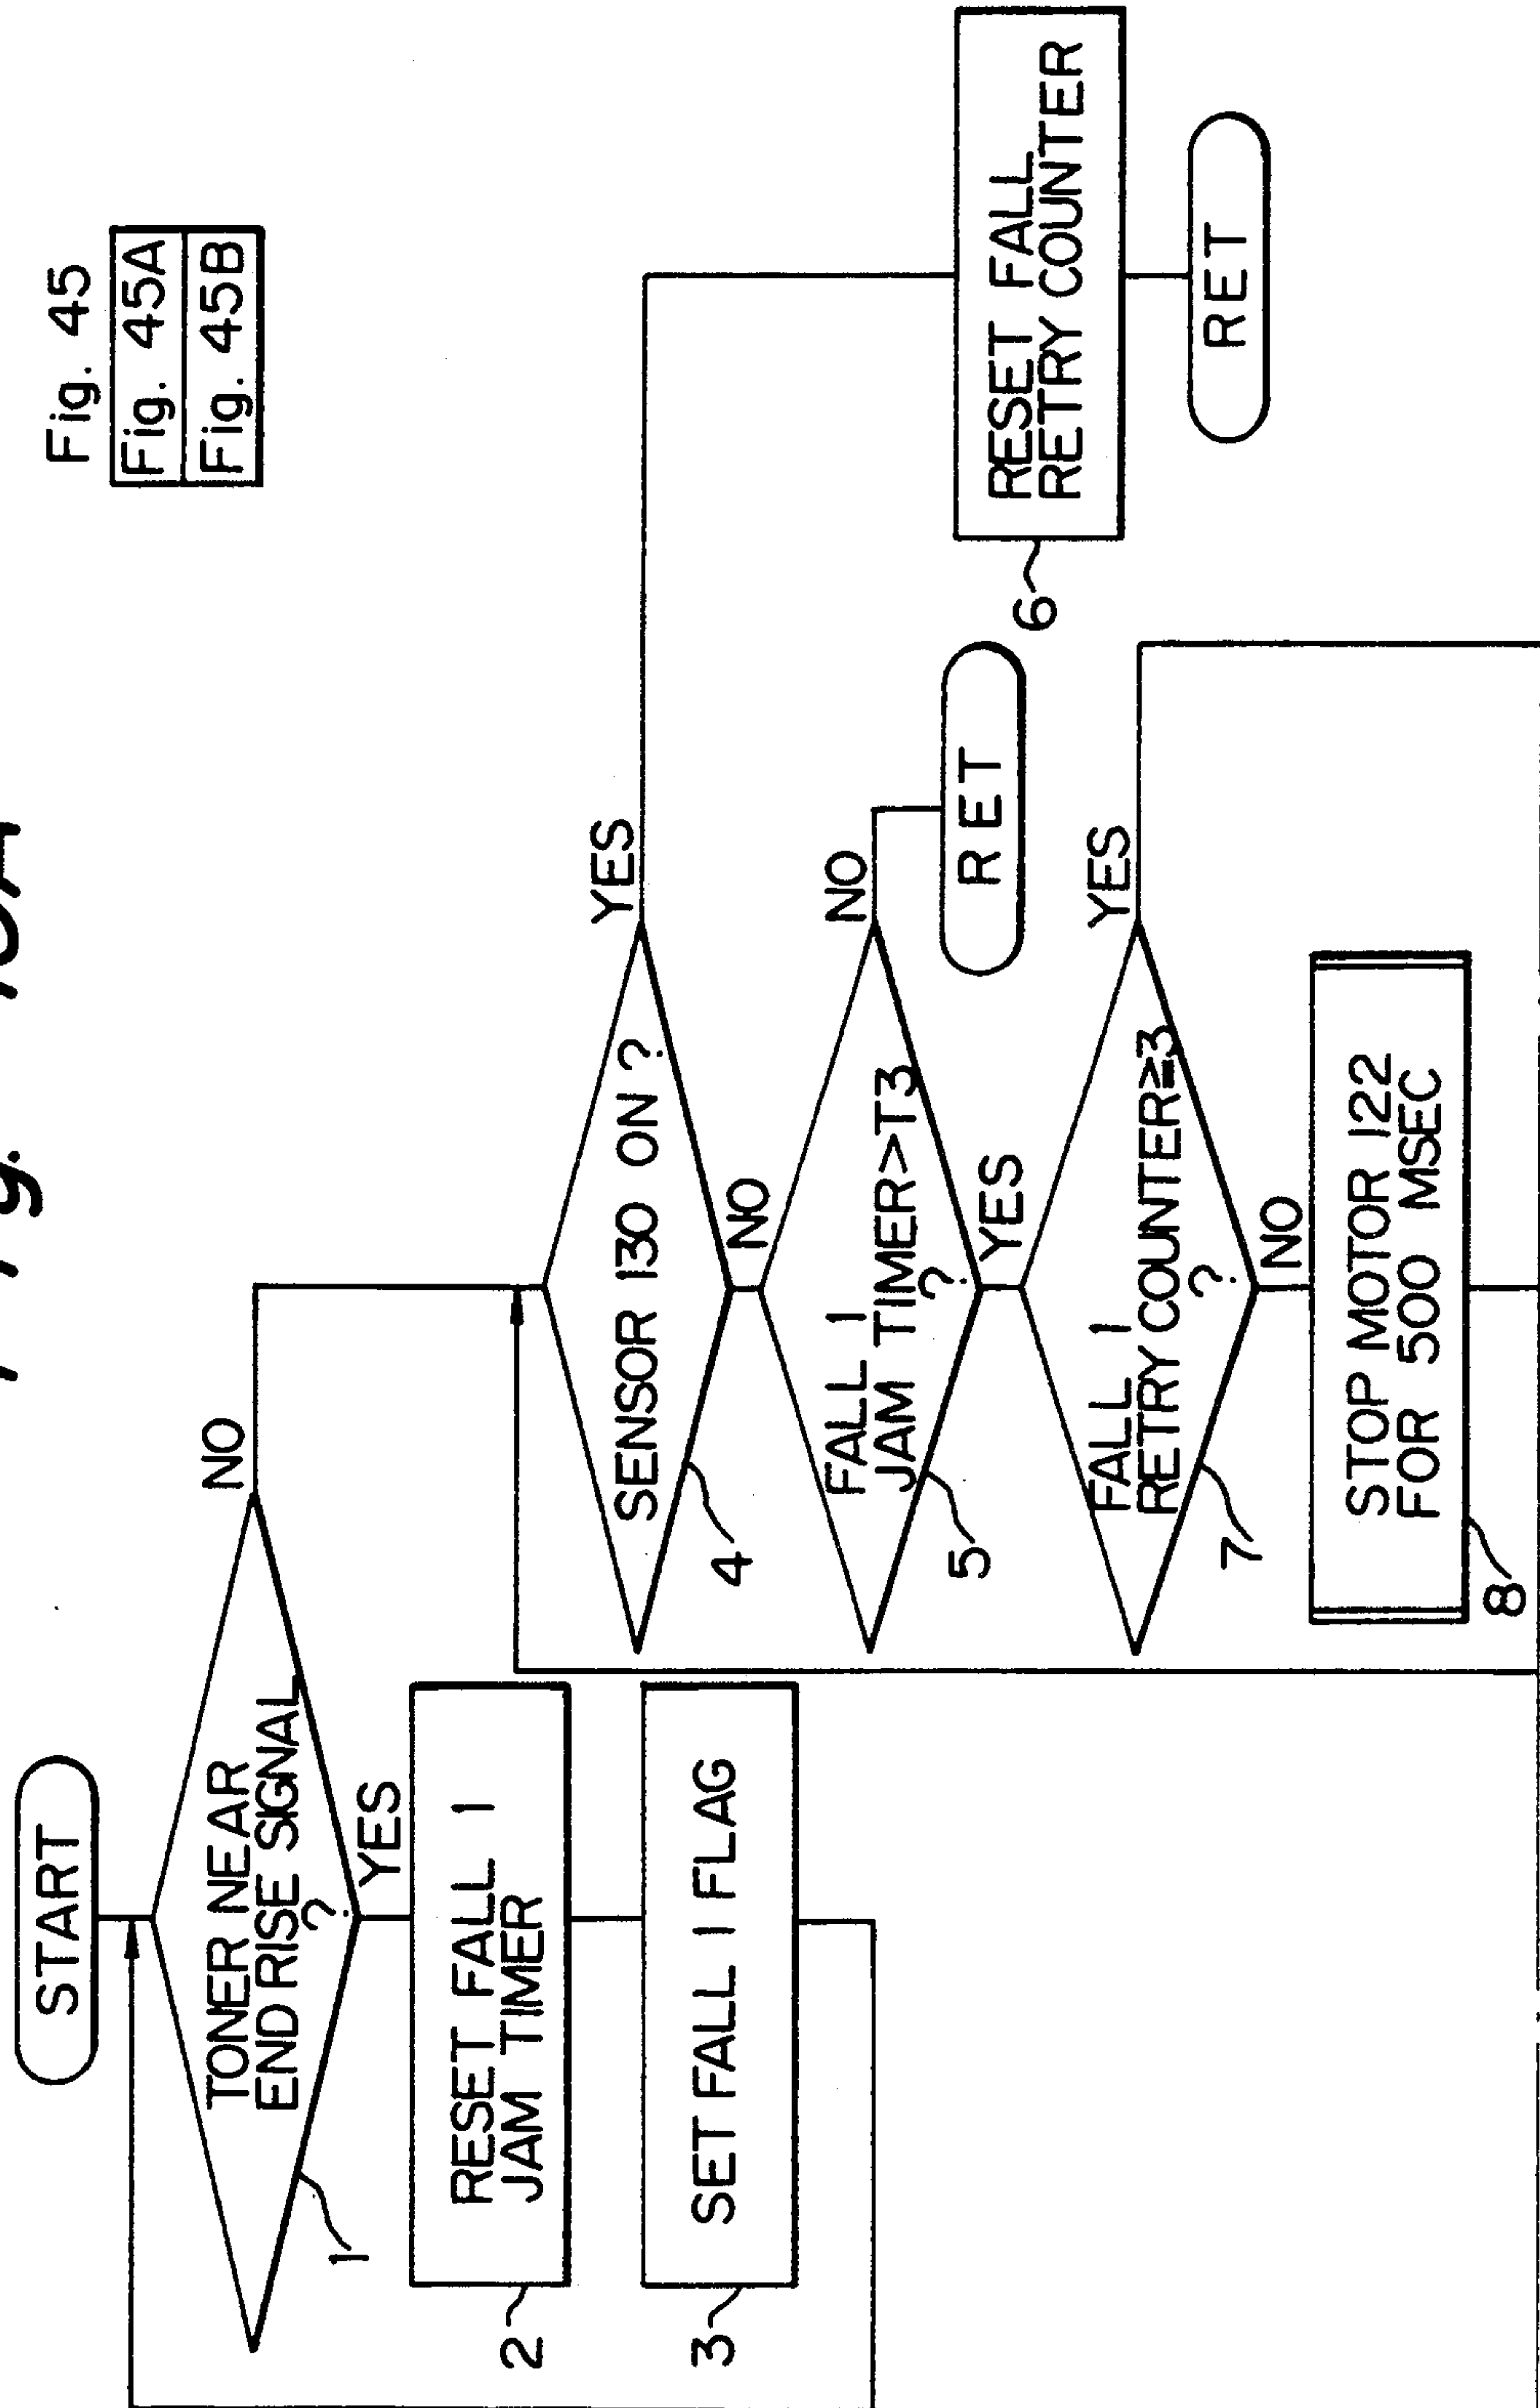 Fig. 45
Fig. 45A
Fig. 45B
START
TONER NEAR
END RISE SIGNAL
?
NO
YES
1
RESET FALL 1
JAM TIMER
2
SET FALL 1 FLAG
3
SENSOR 130 ON ?
YES
NO
4
FALL 1
JAM TIMER>T3
?
NO
YES
5
RET
RESET FALL
RETRY COUNTER
6
RET
FALL 1
RETRY COUNTER≧3
?
YES
NO
7
STOP MOTOR 122
FOR 500 MSEC
8